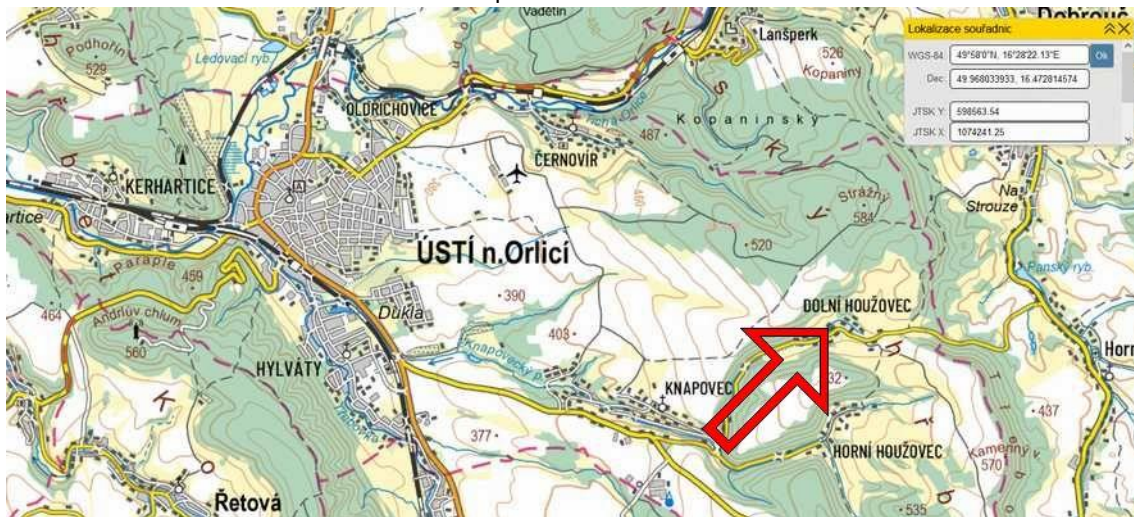 Vadětín
Dobrouč
Lokalizace souřadnic
WGS-84: 49°58'0"N, 16°28'22.13"E Ok
Dec: 49.968033933, 16.472814574
JTSK Y: 598563.54
JTSK X: 1074241.25
Podhořín
529
Ledovací ryb.
Lanšperk
526
Kopaniny
OLDŘICHOVICE
Tichá Orlice
487
Kopaninský
ČERNOVÍR
KERHARTICE
A
Na
Strouze
Strážný
584
520
ÚSTÍ n.Orlicí
Paraple
459
Panský ryb.
390
464
Andrlův chlum
560
Dukla
DOLNÍ HOUŽOVEC
403
Knapovecký p.
HYLVÁTY
KNAPOVEC
437
377
HORNÍ HOUŽOVEC
Kamenný v.
570
Řetová
535